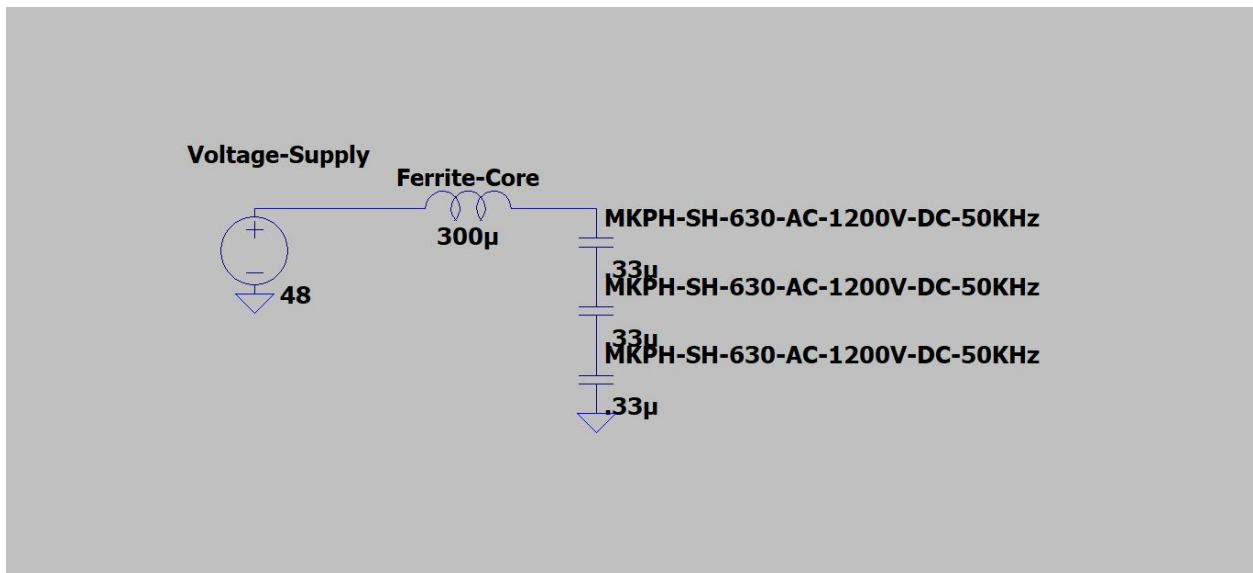 Voltage-Supply
Ferrite-Core
300µ
48
MKPH-SH-630-AC-1200V-DC-50KHz
.33µ
MKPH-SH-630-AC-1200V-DC-50KHz
.33µ
MKPH-SH-630-AC-1200V-DC-50KHz
.33µ